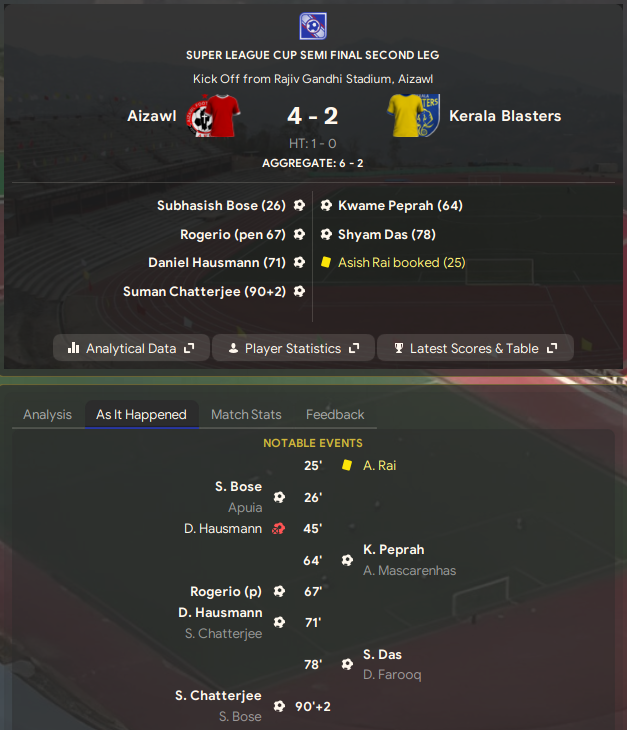 SUPER LEAGUE CUP SEMI FINAL SECOND LEG
Kick Off from Rajiv Gandhi Stadium, Aizawl
Aizawl 4 - 2 Kerala Blasters
HT: 1 - 0
AGGREGATE: 6 - 2
Subhasish Bose (26) Kwame Peprah (64)
Rogerio (pen 67) Shyam Das (78)
Daniel Hausmann (71) Asish Rai booked (25)
Suman Chatterjee (90+2)
Analytical Data Player Statistics Latest Scores & Table
Analysis As It Happened Match Stats Feedback
NOTABLE EVENTS
25' A. Rai
S. Bose
Apuia
26'
D. Hausmann 45'
64'
K. Peprah
A. Mascarenhas
Rogerio (p) 67'
D. Hausmann
S. Chatterjee
71'
78'
S. Das
D. Farooq
S. Chatterjee
S. Bose
90'+2